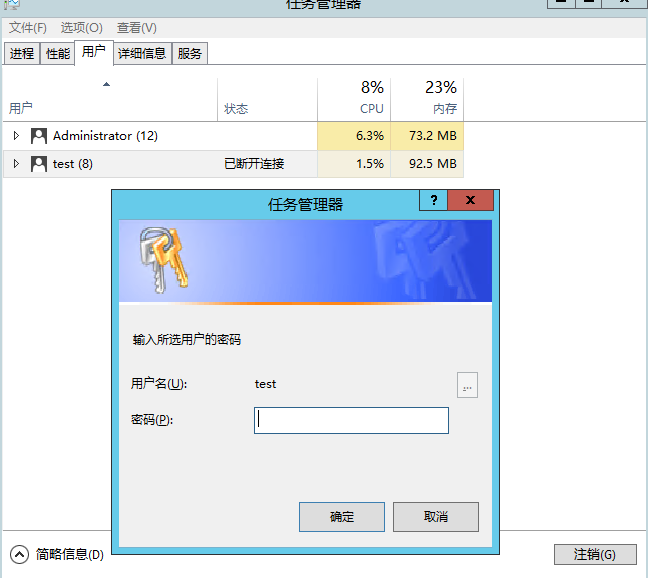 任务管理器
文件(F) 选项(O) 查看(V)
进程 性能 用户 详细信息 服务
8% 23%
用户 状态 CPU 内存
Administrator (12) 6.3% 73.2 MB
test (8) 已断开连接 1.5% 92.5 MB
任务管理器 ? x
输入所选用户的密码
用户名(U): test ...
密码(P):
确定 取消
简略信息(D) 注销(G)